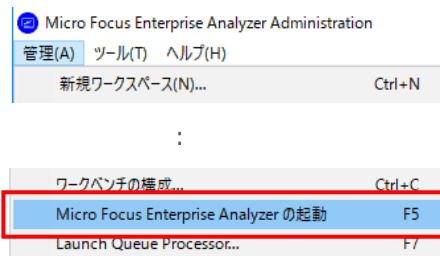 Micro Focus Enterprise Analyzer Administration
管理(A) ツール(T) ヘルプ(H)
新規ワークスペース(N)... Ctrl+N
:
ワークベンチの構成... Ctrl+C
Micro Focus Enterprise Analyzer の起動 F5
Launch Queue Processor... F7